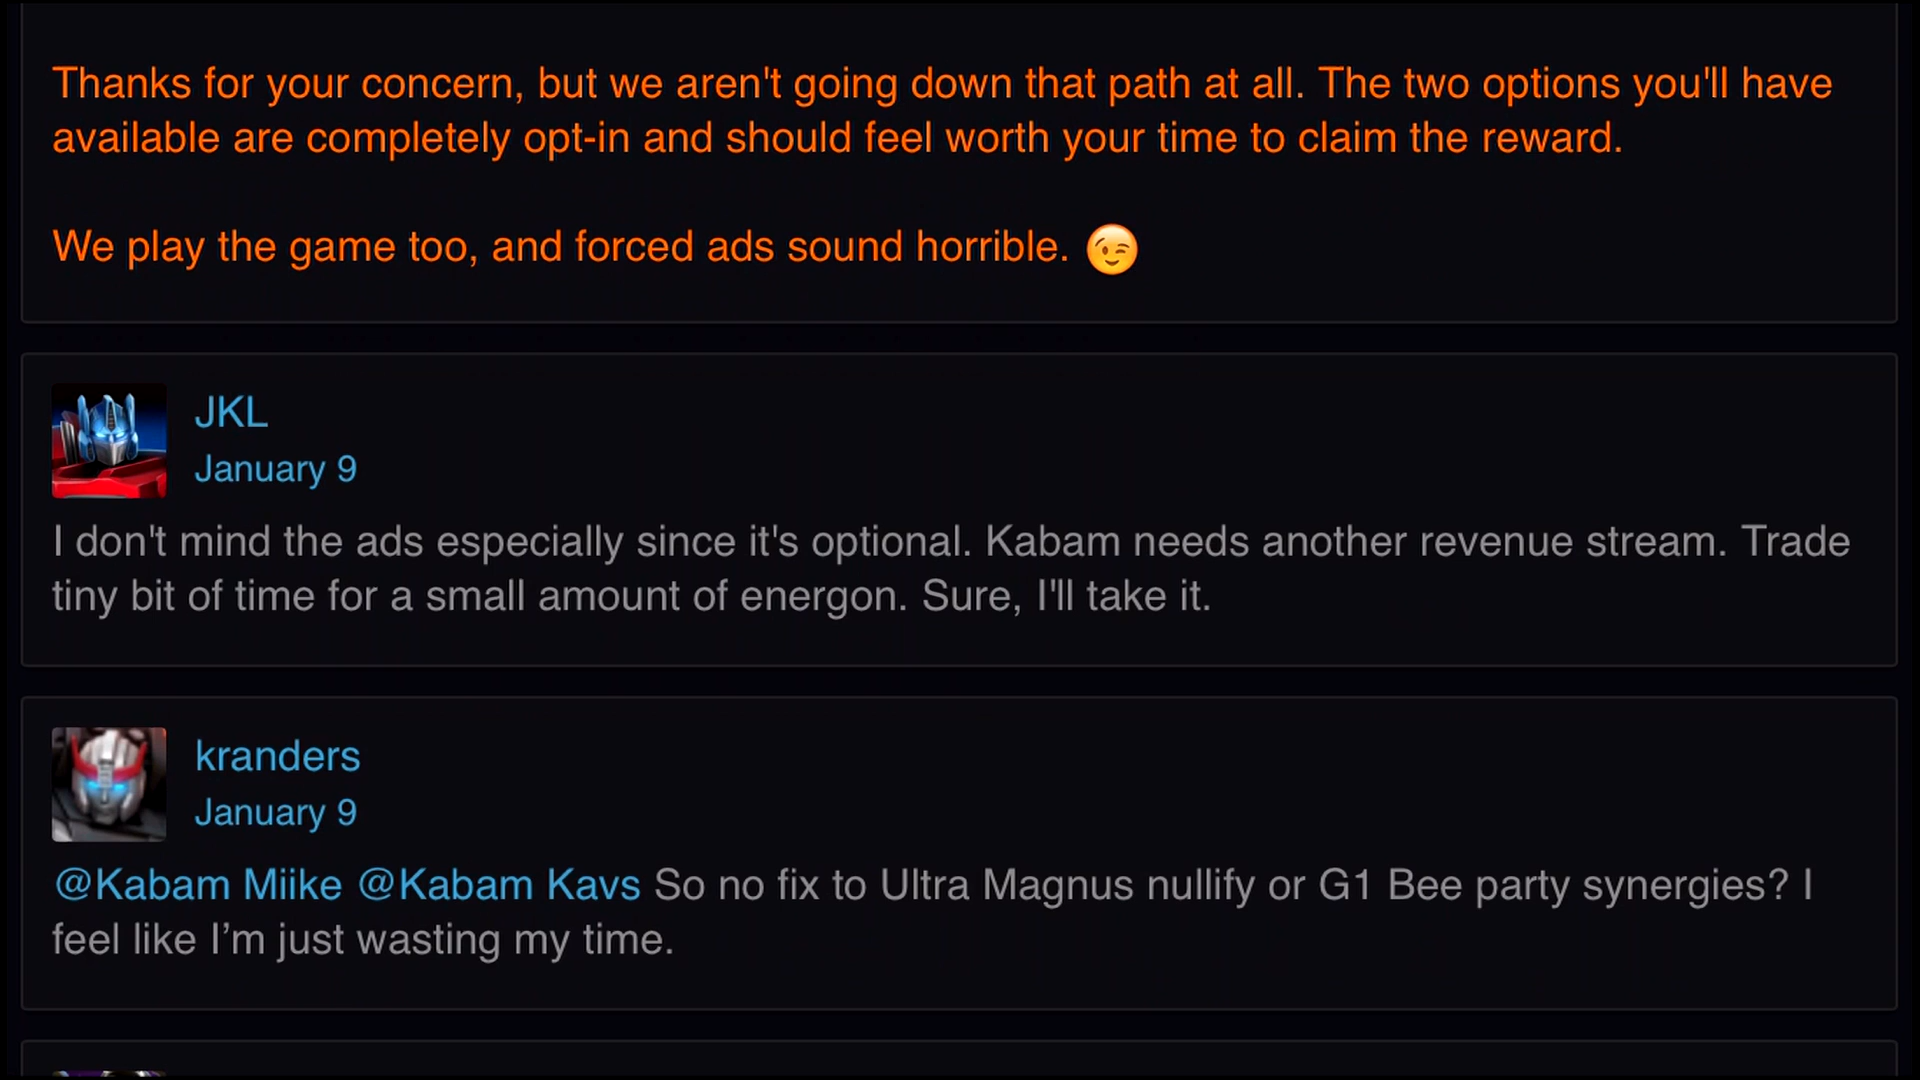 Thanks for your concern, but we aren't going down that path at all. The two options you'll have
available are completely opt-in and should feel worth your time to claim the reward.
We play the game too, and forced ads sound horrible. 😉
JKL
January 9
I don't mind the ads especially since it's optional. Kabam needs another revenue stream. Trade
tiny bit of time for a small amount of energon. Sure, I'll take it.
kranders
January 9
@Kabam Miike @Kabam Kavs So no fix to Ultra Magnus nullify or G1 Bee party synergies? I
feel like I’m just wasting my time.